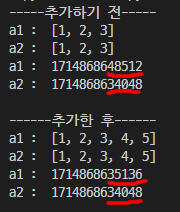 -----추가하기 전------
a1 :  [1, 2, 3]
a2 :  [1, 2, 3]
a1 :  1714868648512
a2 :  1714868634048
------추가한 후------
a1 :  [1, 2, 3, 4, 5]
a2 :  [1, 2, 3, 4, 5]
a1 :  1714868635136
a2 :  1714868634048